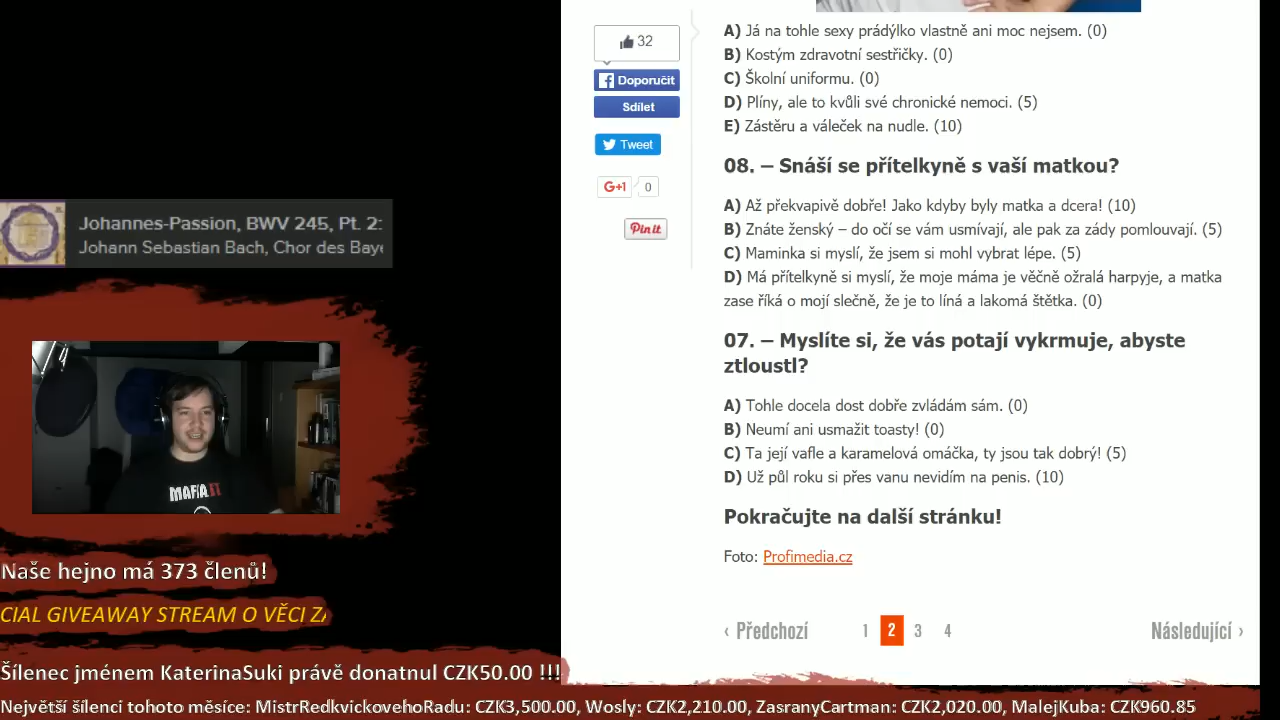 32
Doporučit
Sdílet
Tweet
G+1 0
Pin it
A) Já na tohle sexy prádýlko vlastně ani moc nejsem. (0)
B) Kostým zdravotní sestřičky. (0)
C) Školní uniformu. (0)
D) Plíny, ale to kvůli své chronické nemoci. (5)
E) Zástěru a váleček na nudle. (10)
08. – Snáší se přítelkyně s vaší matkou?
A) Až překvapivě dobře! Jako kdyby byly matka a dcera! (10)
B) Znáte ženský – do očí se vám usmívají, ale pak za zády pomlouvají. (5)
C) Maminka si myslí, že jsem si mohl vybrat lépe. (5)
D) Má přítelkyně si myslí, že moje máma je věčně ožralá harpyje, a matka
zase říká o mojí slečně, že je to líná a lakomá štětka. (0)
07. – Myslíte si, že vás potají vykrmuje, abyste
ztloustl?
A) Tohle docela dost dobře zvládám sám. (0)
B) Neumí ani usmažit toasty! (0)
C) Ta její vafle a karamelová omáčka, ty jsou tak dobrý! (5)
D) Už půl roku si přes vanu nevidím na penis. (10)
Pokračujte na další stránku!
Foto: Profimedia.cz
‹ Předchozí 1 2 3 4 Následující ›
Johannes-Passion, BWV 245, Pt. 2:
Johann Sebastian Bach, Chor des Baye
MAFIA II
Naše hejno má 373 členů!
CIAL GIVEAWAY STREAM O VĚCI ZA
Šílenec jménem KaterinaSuki právě donatnul CZK50.00 !!!
Největší šílenci tohoto měsíce: MistrRedkvickovehoRadu: CZK3,500.00, Wosly: CZK2,210.00, ZasranyCartman: CZK2,020.00, MalejKuba: CZK960.85